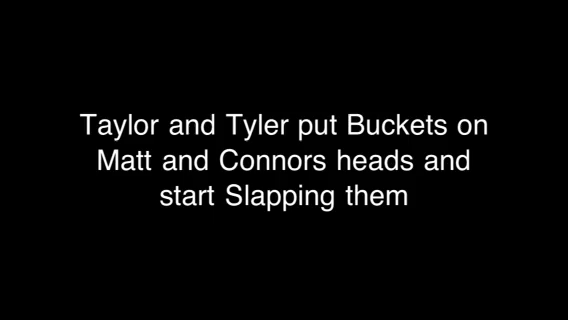 Taylor and Tyler put Buckets on
Matt and Connors heads and
start Slapping them